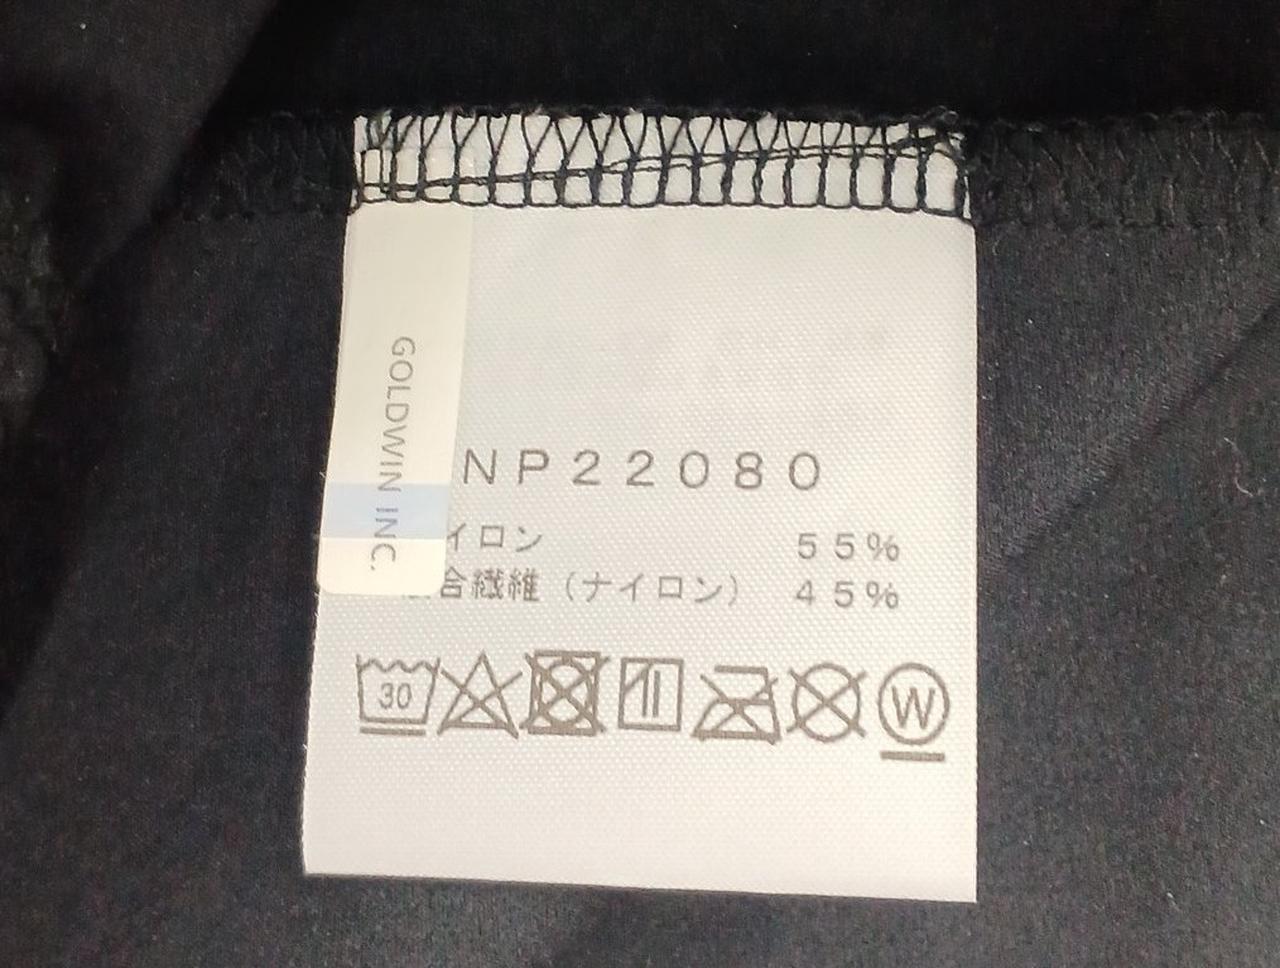 GOLDWIN INC.
NP22080
イロン 55%
合繊維（ナイロン） 45%
30
W